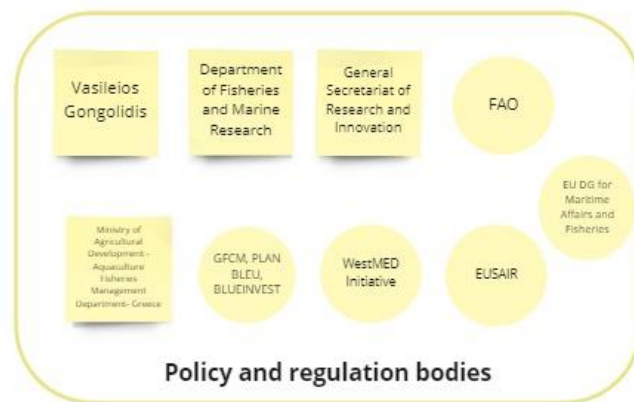 Vasileios
Gongolidis
Department
of Fisheries
and Marine
Research
General
Secretariat of
Research and
Innovation
FAO
EU DG for
Maritime
Affairs and
Fisheries
Ministry of
Agricultural
Development -
Aquaculture
Fisheries
Management
Department- Greece
GFCM, PLAN
BLEU,
BLUEINVEST
WestMED
Initiative
EUSAIR
Policy and regulation bodies